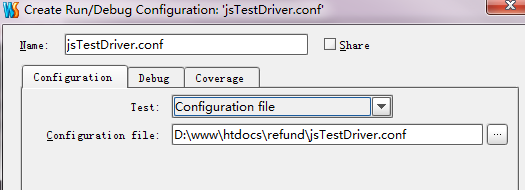 Create Run/Debug Configuration: 'jsTestDriver.conf'
Name: jsTestDriver.conf Share
Configuration Debug Coverage
Test: Configuration file
Configuration file: D:\www\htdocs\refund\jsTestDriver.conf ...